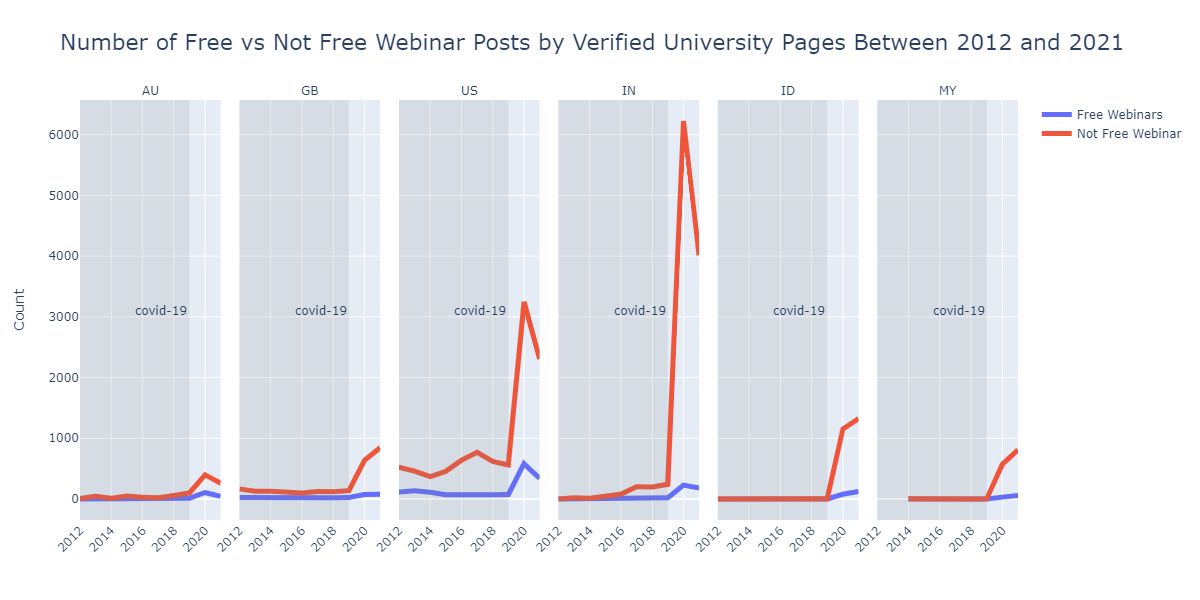 Number of Free vs Not Free Webinar Posts by Verified University Pages Between 2012 and 2021
AU GB US IN ID MY
Free Webinars
Not Free Webinar
6000
5000
4000
3000
2000
1000
0
Count
covid-19 covid-19 covid-19 covid-19 covid-19 covid-19
2012 2014 2016 2018 2020 2012 2014 2016 2018 2020 2012 2014 2016 2018 2020 2012 2014 2016 2018 2020 2012 2014 2016 2018 2020 2012 2014 2016 2018 2020